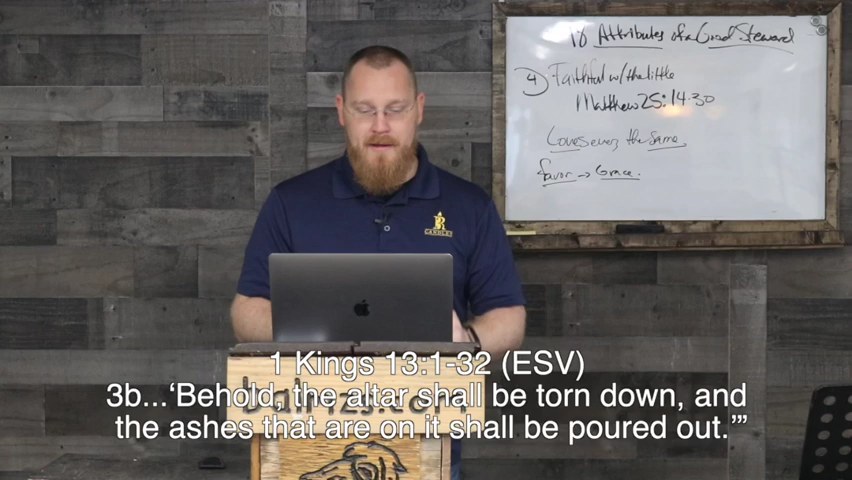 18 Attributes of a Good Steward
4) Faithful w/ the little
Matthew 25:14-30
Loves every the Same.
favor → Grace.
R
CANDLES
1 Kings 13:1-32 (ESV)
3b...‘Behold, the altar shall be torn down, and
the ashes that are on it shall be poured out.’”